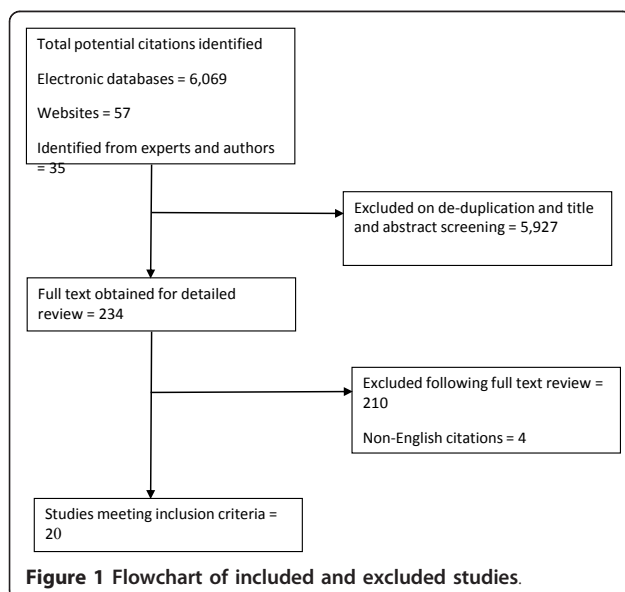 Total potential citations identified
Electronic databases = 6,069
Websites = 57
Identified from experts and authors
= 35
Excluded on de-duplication and title
and abstract screening = 5,927
Full text obtained for detailed
review = 234
Excluded following full text review =
210
Non-English citations = 4
Studies meeting inclusion criteria =
20
Figure 1 Flowchart of included and excluded studies.